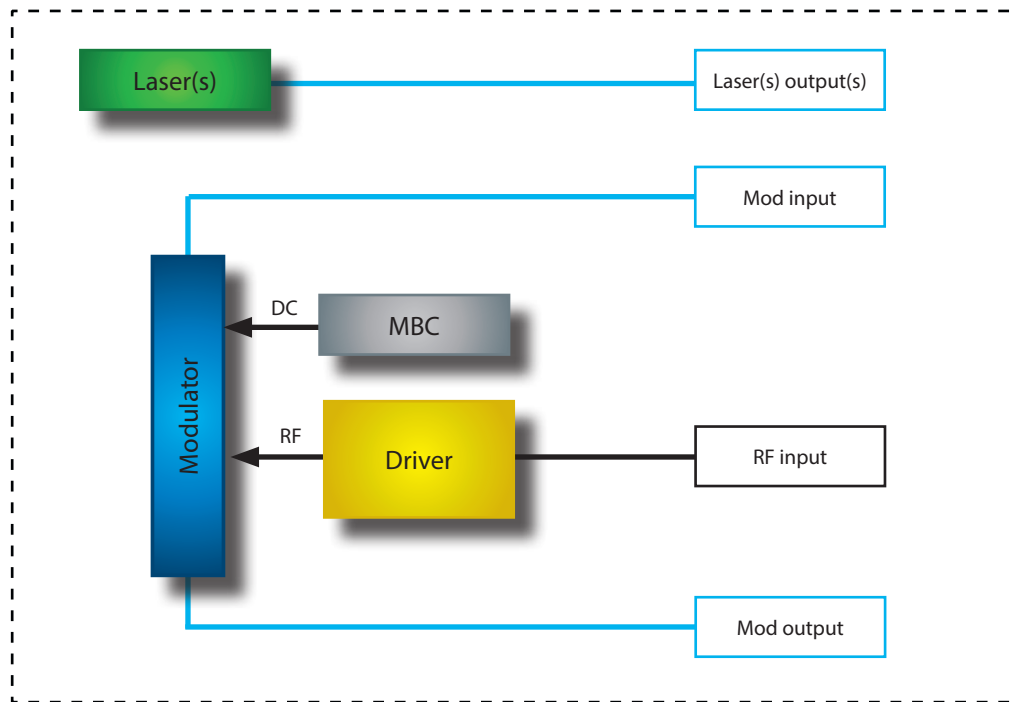 Laser(s)
Laser(s) output(s)
Mod input
DC
MBC
Modulator
RF
Driver
RF input
Mod output